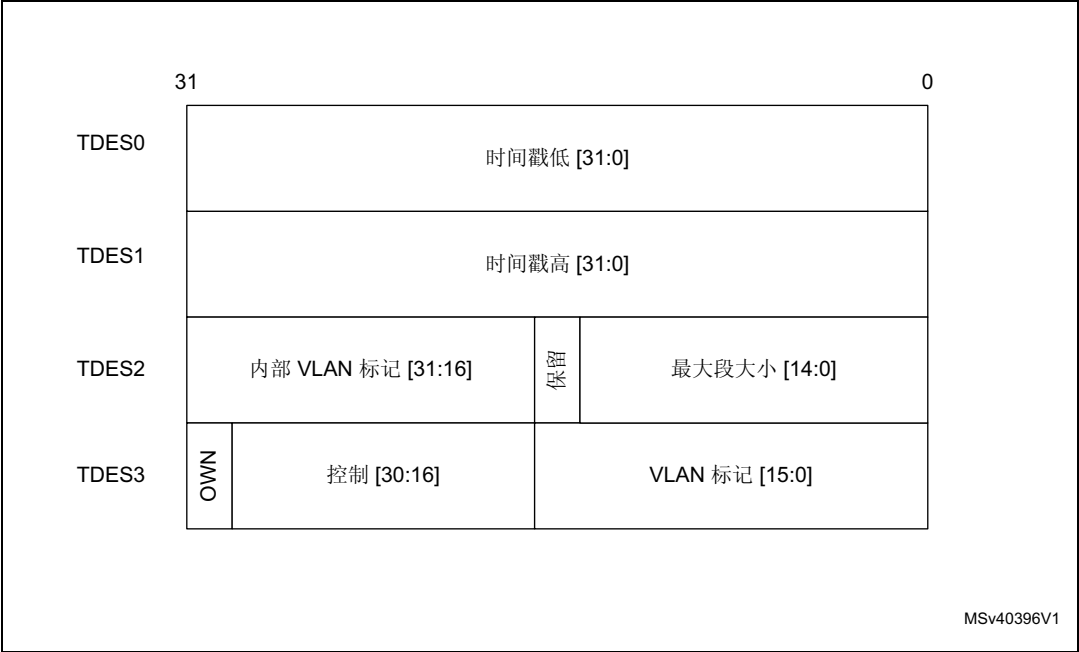 31 0
TDES0 时间戳低 [31:0]
TDES1 时间戳高 [31:0]
TDES2 内部 VLAN 标记 [31:16] 保留 最大段大小 [14:0]
TDES3 OWN 控制 [30:16] VLAN 标记 [15:0]
MSv40396V1